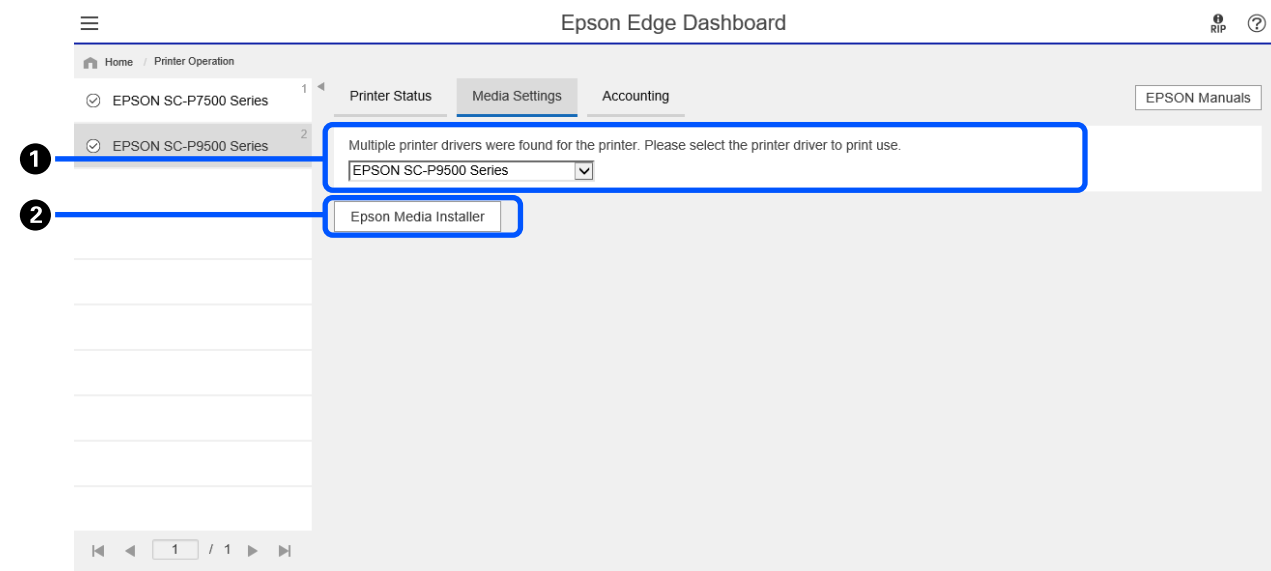 Epson Edge Dashboard
RIP
Home / Printer Operation
EPSON SC-P7500 Series 1
EPSON SC-P9500 Series 2
Printer Status Media Settings Accounting
EPSON Manuals
1
Multiple printer drivers were found for the printer. Please select the printer driver to print use.
EPSON SC-P9500 Series
2
Epson Media Installer
1 / 1